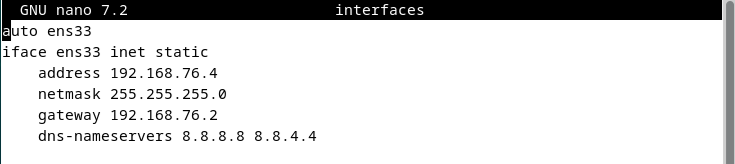 GNU nano 7.2 interfaces
auto ens33
iface ens33 inet static
address 192.168.76.4
netmask 255.255.255.0
gateway 192.168.76.2
dns-nameservers 8.8.8.8 8.8.4.4